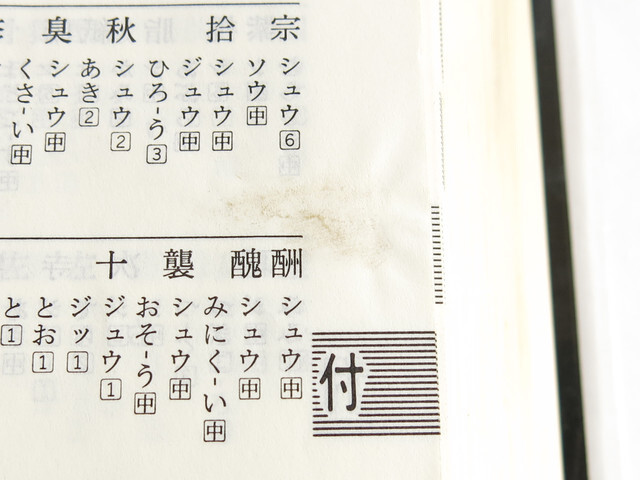 宗 シュウ6
ソウ中
拾 シュウ中
ジュウ中
ひろ-う3
秋 シュウ2
あき2
臭 シュウ中
くさ-い中
酬 シュウ中
醜 シュウ中
みにく-い中
襲 シュウ中
おそ-う中
十 ジュウ1
ジッ1
とお1
と1
付